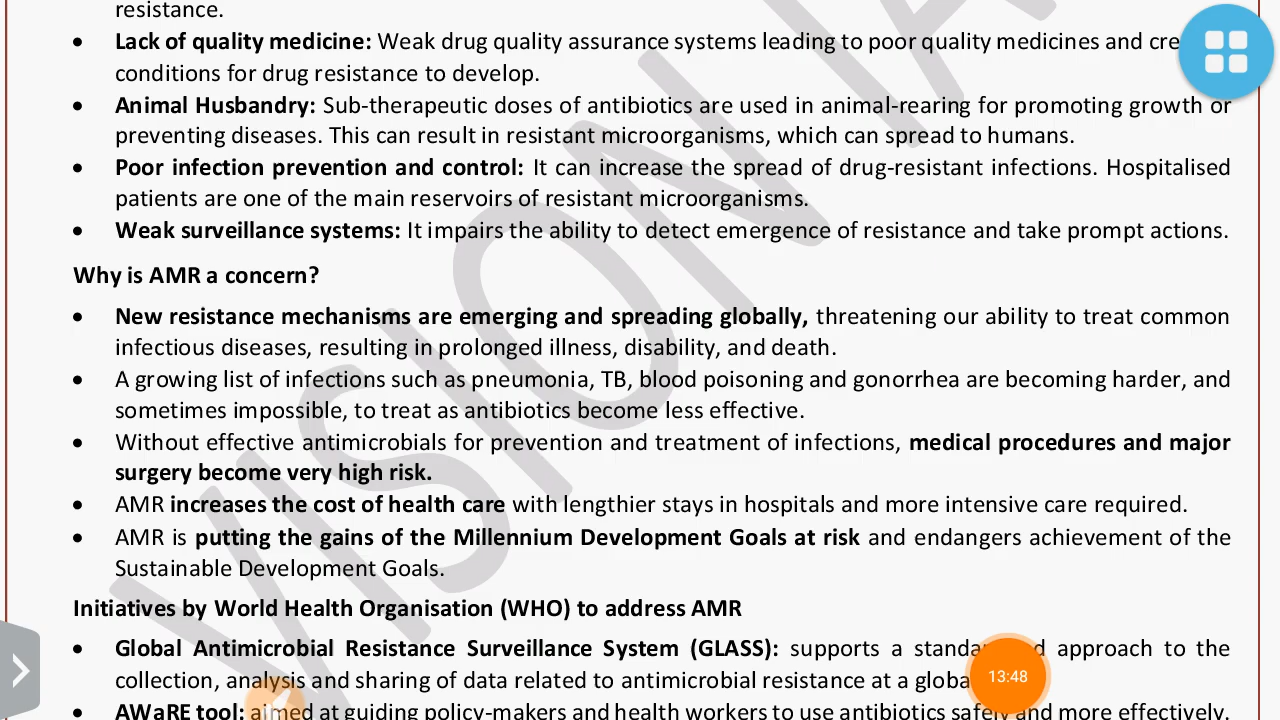 resistance.
• Lack of quality medicine: Weak drug quality assurance systems leading to poor quality medicines and cre
conditions for drug resistance to develop.
• Animal Husbandry: Sub-therapeutic doses of antibiotics are used in animal-rearing for promoting growth or
preventing diseases. This can result in resistant microorganisms, which can spread to humans.
• Poor infection prevention and control: It can increase the spread of drug-resistant infections. Hospitalised
patients are one of the main reservoirs of resistant microorganisms.
• Weak surveillance systems: It impairs the ability to detect emergence of resistance and take prompt actions.
Why is AMR a concern?
• New resistance mechanisms are emerging and spreading globally, threatening our ability to treat common
infectious diseases, resulting in prolonged illness, disability, and death.
• A growing list of infections such as pneumonia, TB, blood poisoning and gonorrhea are becoming harder, and
sometimes impossible, to treat as antibiotics become less effective.
• Without effective antimicrobials for prevention and treatment of infections, medical procedures and major
surgery become very high risk.
• AMR increases the cost of health care with lengthier stays in hospitals and more intensive care required.
• AMR is putting the gains of the Millennium Development Goals at risk and endangers achievement of the
Sustainable Development Goals.
Initiatives by World Health Organisation (WHO) to address AMR
• Global Antimicrobial Resistance Surveillance System (GLASS): supports a standa d approach to the
collection, analysis and sharing of data related to antimicrobial resistance at a globa
13:48
• AWaRE tool: aimed at guiding policy-makers and health workers to use antibiotics safely and more effectively.
VISION IA